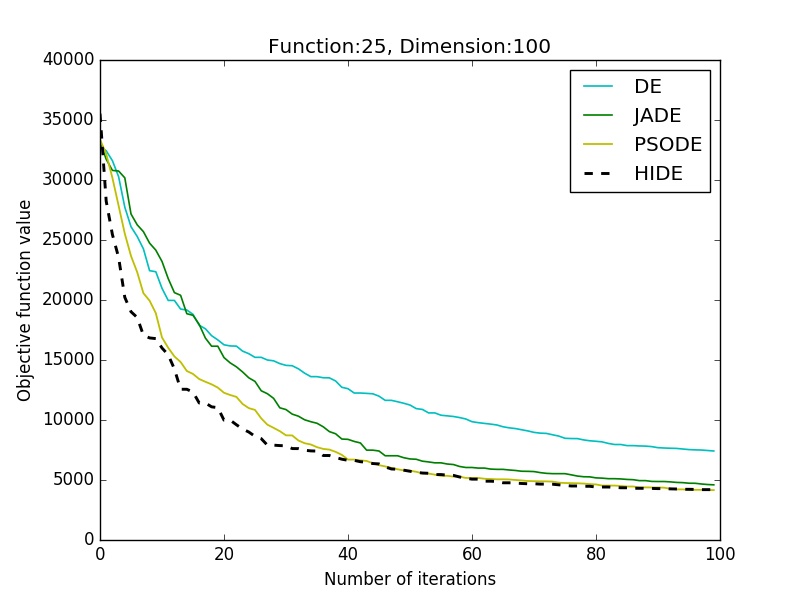 Function:25, Dimension:100
40000
35000
30000
25000
20000
15000
10000
5000
0
Objective function value
DE
JADE
PSODE
HIDE
0 20 40 60 80 100
Number of iterations